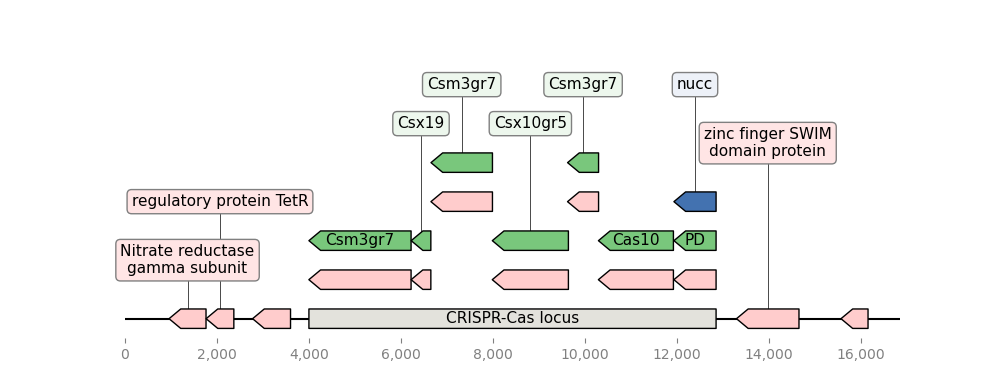 Csm3gr7
Csm3gr7
nucc
Csx19
Csx10gr5
zinc finger SWIM
domain protein
regulatory protein TetR
Csm3gr7
Cas10
PD
Nitrate reductase
gamma subunit
CRISPR-Cas locus
0
2,000
4,000
6,000
8,000
10,000
12,000
14,000
16,000